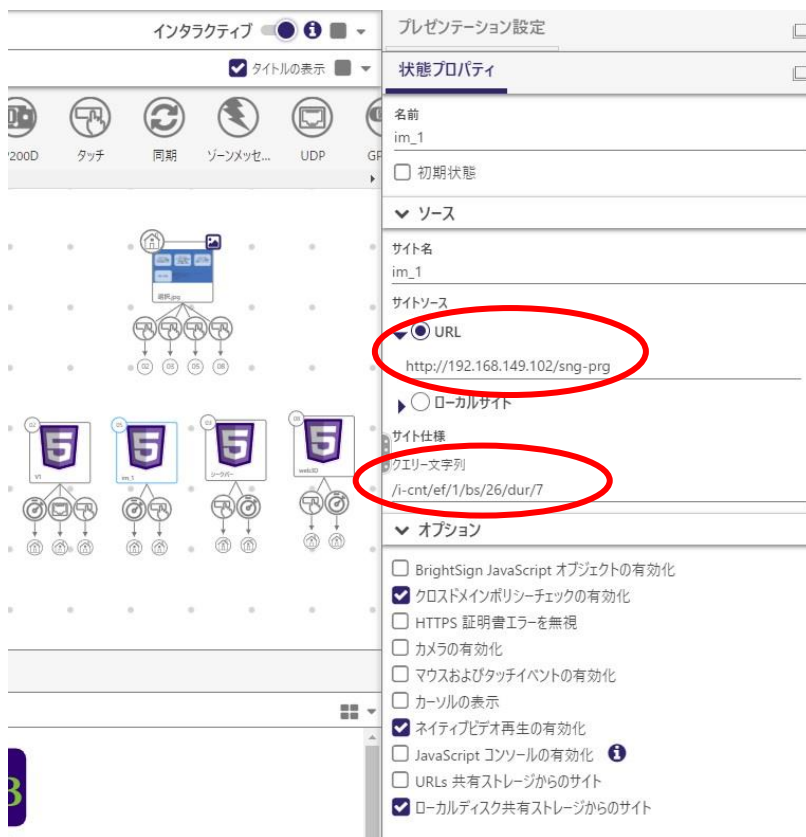 インタラクティブ
タイトルの表示
200D タッチ 同期 ゾーンメッセ... UDP GP
選択.jpg
02 03 05 08
02 05 03
V1 im_1 シークバー web3D
プレゼンテーション設定
状態プロパティ
名前
im_1
初期状態
ソース
サイト名
im_1
サイトソース
URL
http://192.168.149.102/sng-prg
ローカルサイト
サイト仕様
クエリー文字列
/i-cnt/ef/1/bs/26/dur/7
オプション
BrightSign JavaScript オブジェクトの有効化
クロスドメインポリシーチェックの有効化
HTTPS 証明書エラーを無視
カメラの有効化
マウスおよびタッチイベントの有効化
カーソルの表示
ネイティブビデオ再生の有効化
JavaScript コンソールの有効化
URLs 共有ストレージからのサイト
ローカルディスク共有ストレージからのサイト